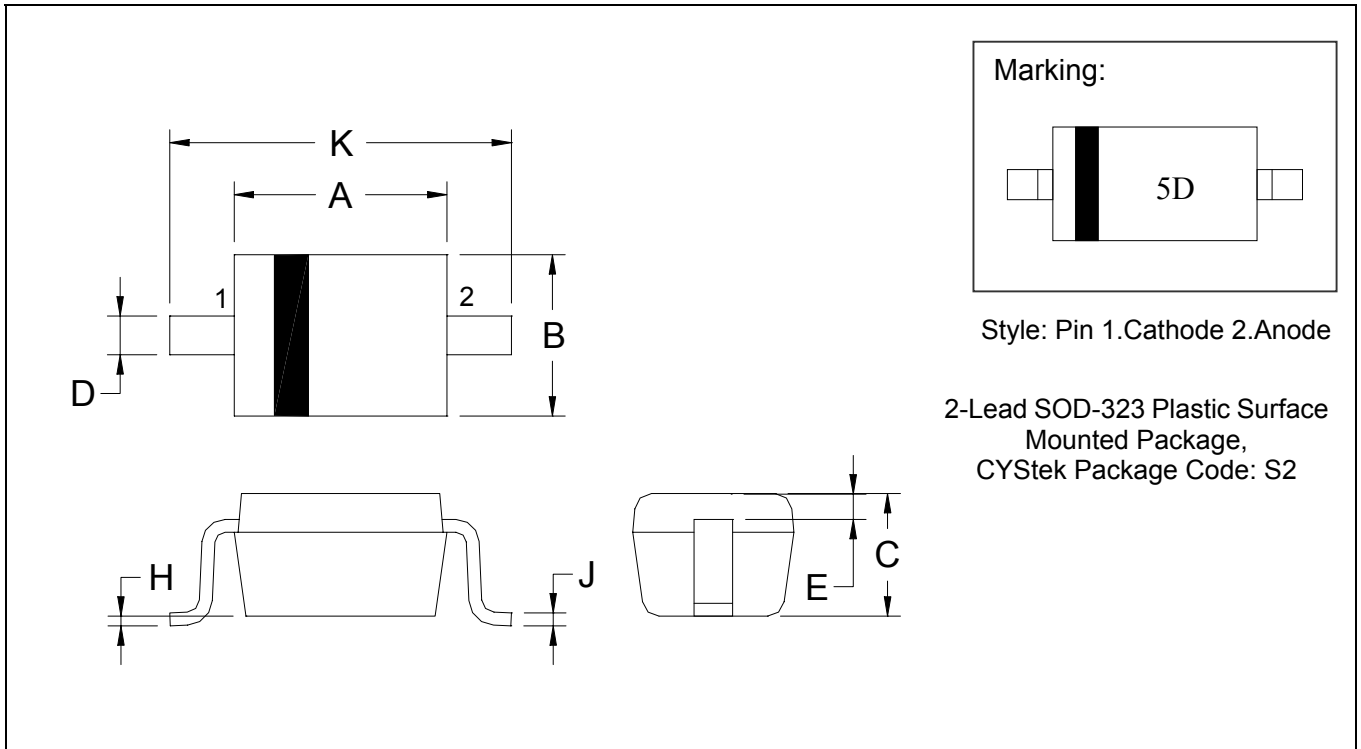 Marking:
5D
Style: Pin 1.Cathode 2.Anode
2-Lead SOD-323 Plastic Surface
Mounted Package,
CYStek Package Code: S2
K
A
1
2
B
D
H
J
E
C